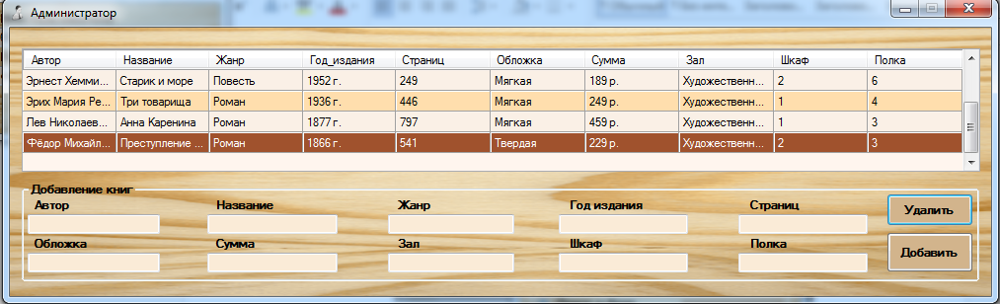 Администратор
Автор Название Жанр Год_издания Страниц Обложка Сумма Зал Шкаф Полка
Эрнест Хемми... Старик и море Повесть 1952 г. 249 Мягкая 189 р. Художественн... 2 6
Эрих Мария Ре... Три товарища Роман 1936 г. 446 Мягкая 249 р. Художественн... 1 4
Лев Николаев... Анна Каренина Роман 1877 г. 797 Мягкая 459 р. Художественн... 1 3
Фёдор Михайл... Преступление ... Роман 1866 г. 541 Твердая 229 р. Художественн... 2 3
Добавление книг
Автор Название Жанр Год издания Страниц Удалить
Обложка Сумма Зал Шкаф Полка Добавить